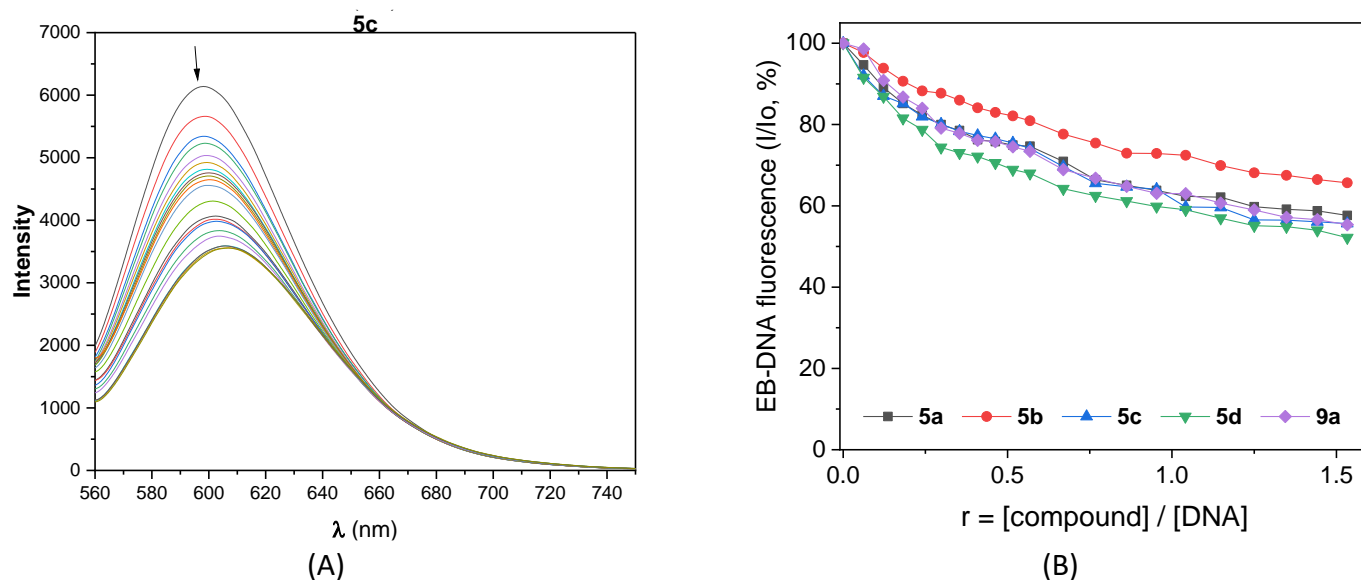 5c
7000
6000
5000
4000
3000
2000
1000
0
Intensity
560 580 600 620 640 660 680 700 720 740
λ (nm)
(A)
100
80
60
40
20
0
EB-DNA fluorescence (I/Io, %)
5a 5b 5c 5d 9a
0.0 0.5 1.0 1.5
r = [compound] / [DNA]
(B)